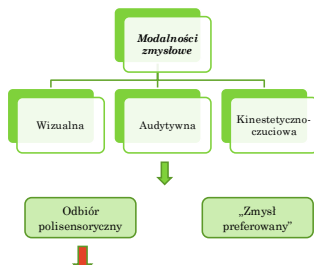 Modalności
zmysłowe
Wizualna
Audytywna
Kinestetyczno-
czuciowa
Odbiór
polisensoryczny
„Zmysł
preferowany”